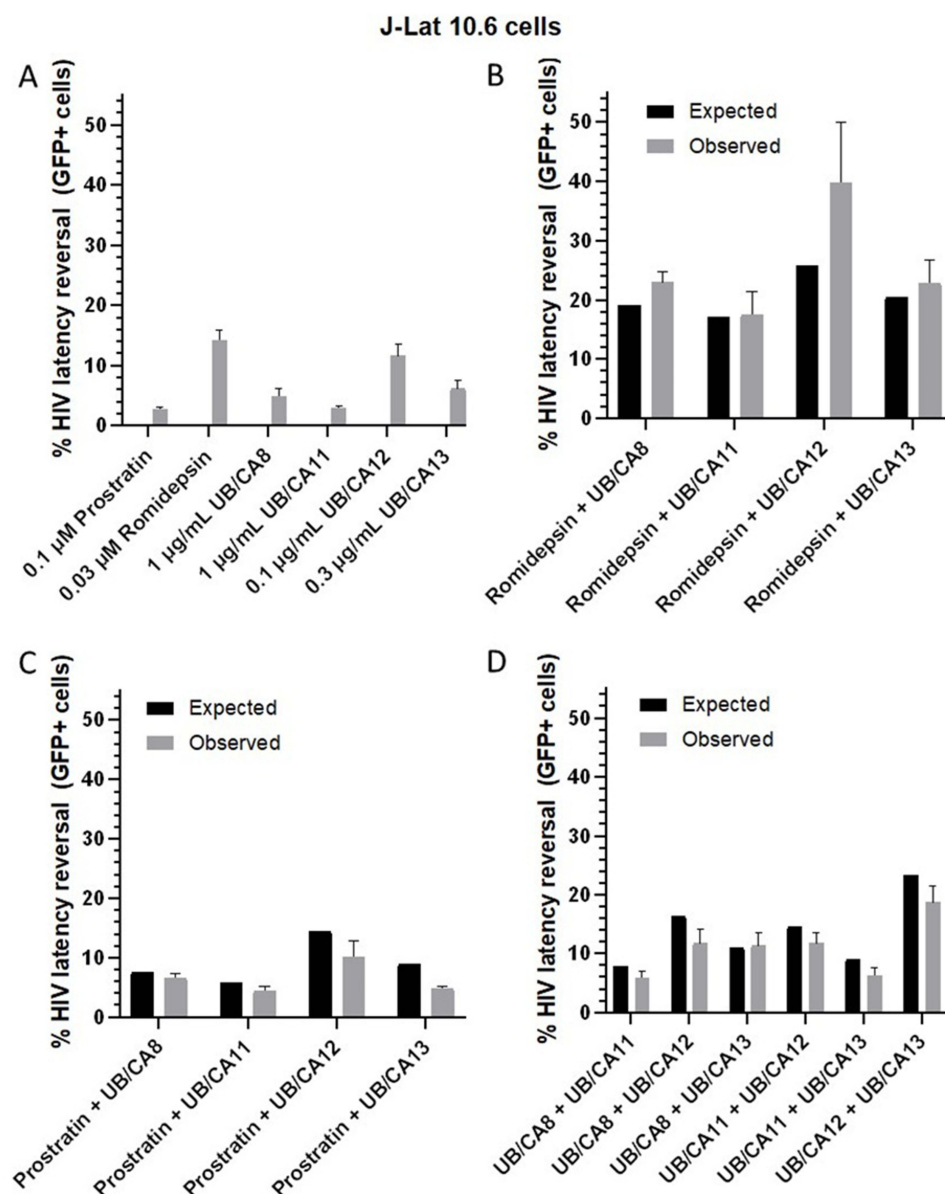 J-Lat 10.6 cells
A
% HIV latency reversal (GFP+ cells)
50
40
30
20
10
0
0.1 µM Prostratin
0.03 µM Romidepsin
1 µg/mL UB/CA8
1 µg/mL UB/CA11
0.1 µg/mL UB/CA12
0.3 µg/mL UB/CA13
B
% HIV latency reversal (GFP+ cells)
50
40
30
20
10
0
Expected
Observed
Romidepsin + UB/CA8
Romidepsin + UB/CA11
Romidepsin + UB/CA12
Romidepsin + UB/CA13
C
% HIV latency reversal (GFP+ cells)
50
40
30
20
10
0
Expected
Observed
Prostratin + UB/CA8
Prostratin + UB/CA11
Prostratin + UB/CA12
Prostratin + UB/CA13
D
% HIV latency reversal (GFP+ cells)
50
40
30
20
10
0
Expected
Observed
UB/CA8 + UB/CA11
UB/CA8 + UB/CA12
UB/CA8 + UB/CA13
UB/CA11 + UB/CA12
UB/CA11 + UB/CA13
UB/CA12 + UB/CA13